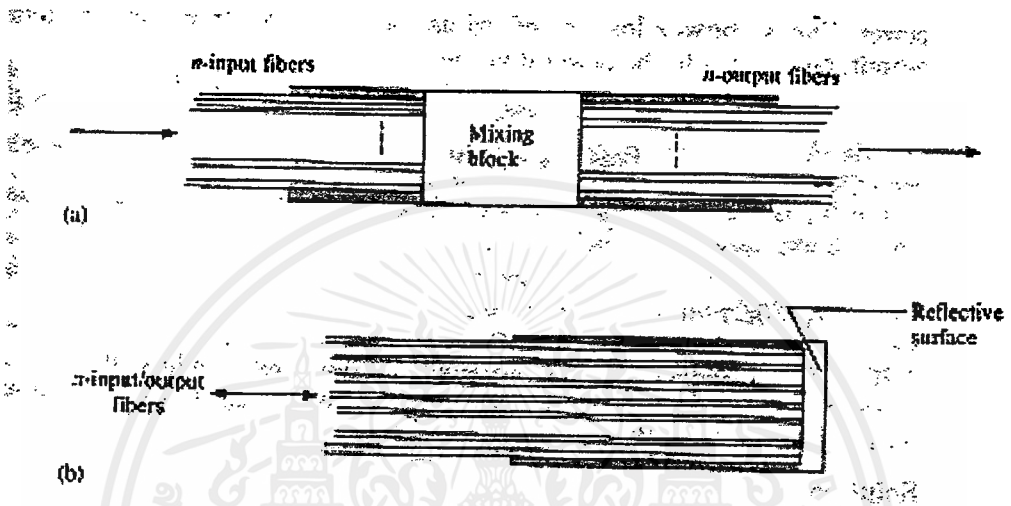 n-input fibers
n-output fibers
Mixing
block
(a)
Reflective
surface
n-input/output
fibers
(b)